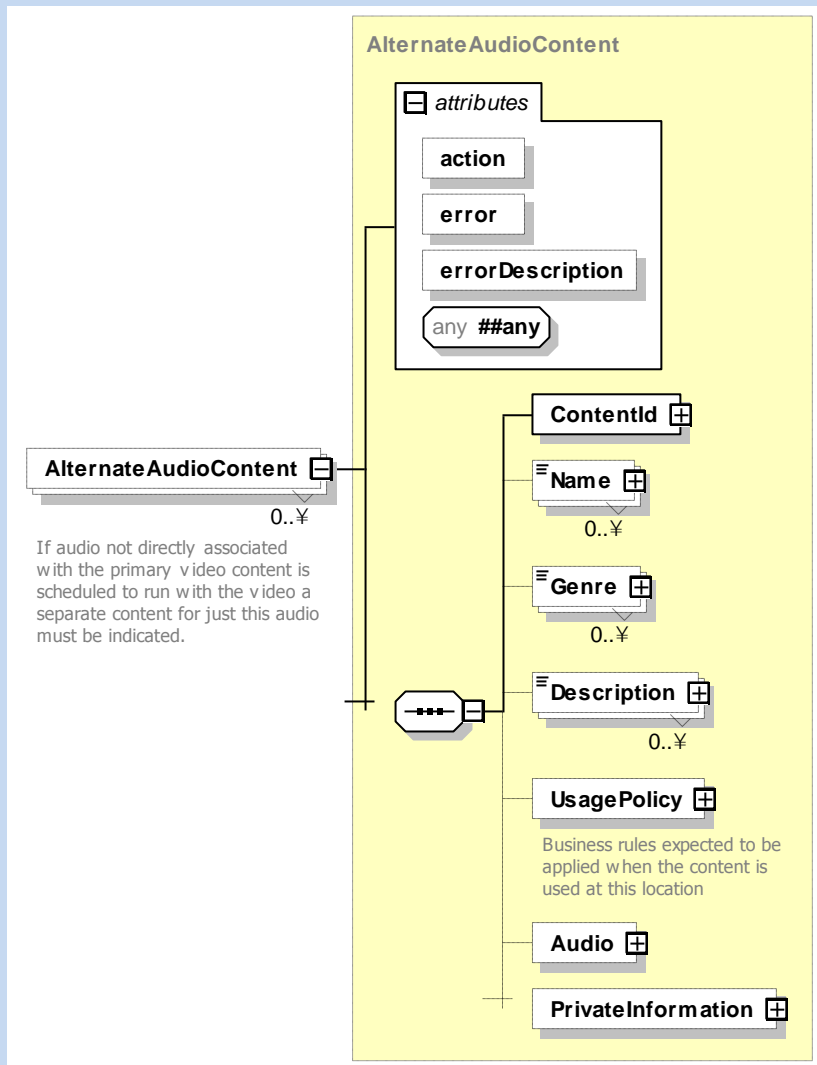 AlternateAudioContent
attributes
action
error
errorDescription
any ##any
AlternateAudioContent
0..¥
If audio not directly associated
with the primary video content is
scheduled to run with the video a
separate content for just this audio
must be indicated.
ContentId
Name
0..¥
Genre
0..¥
Description
0..¥
UsagePolicy
Business rules expected to be
applied when the content is
used at this location
Audio
PrivateInformation